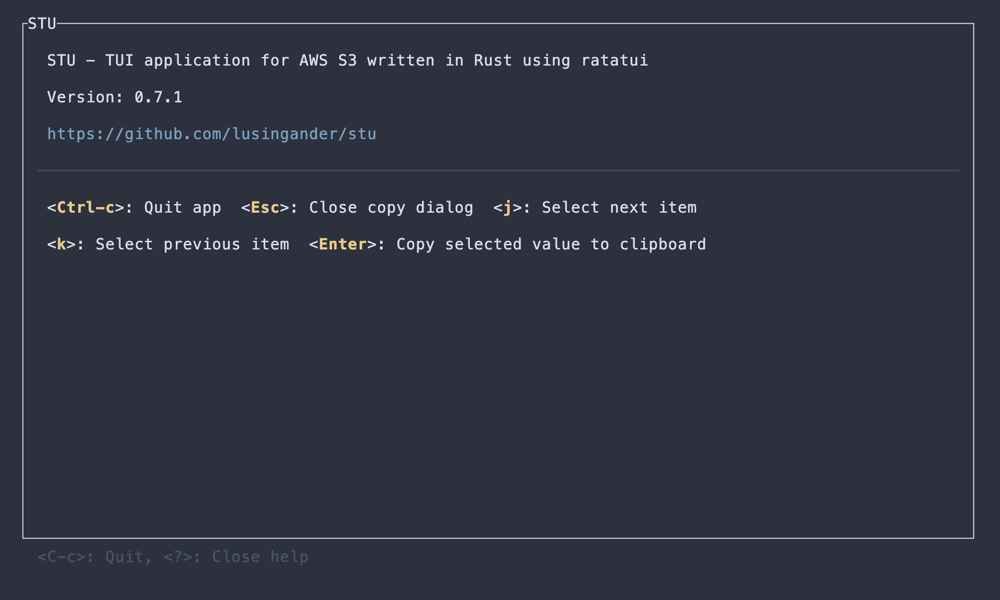 STU
STU – TUI application for AWS S3 written in Rust using ratatui
Version: 0.7.1
https://github.com/lusingander/stu
<Ctrl-c>: Quit app  <Esc>: Close copy dialog  <j>: Select next item
<k>: Select previous item  <Enter>: Copy selected value to clipboard
<C-c>: Quit, <?>: Close help